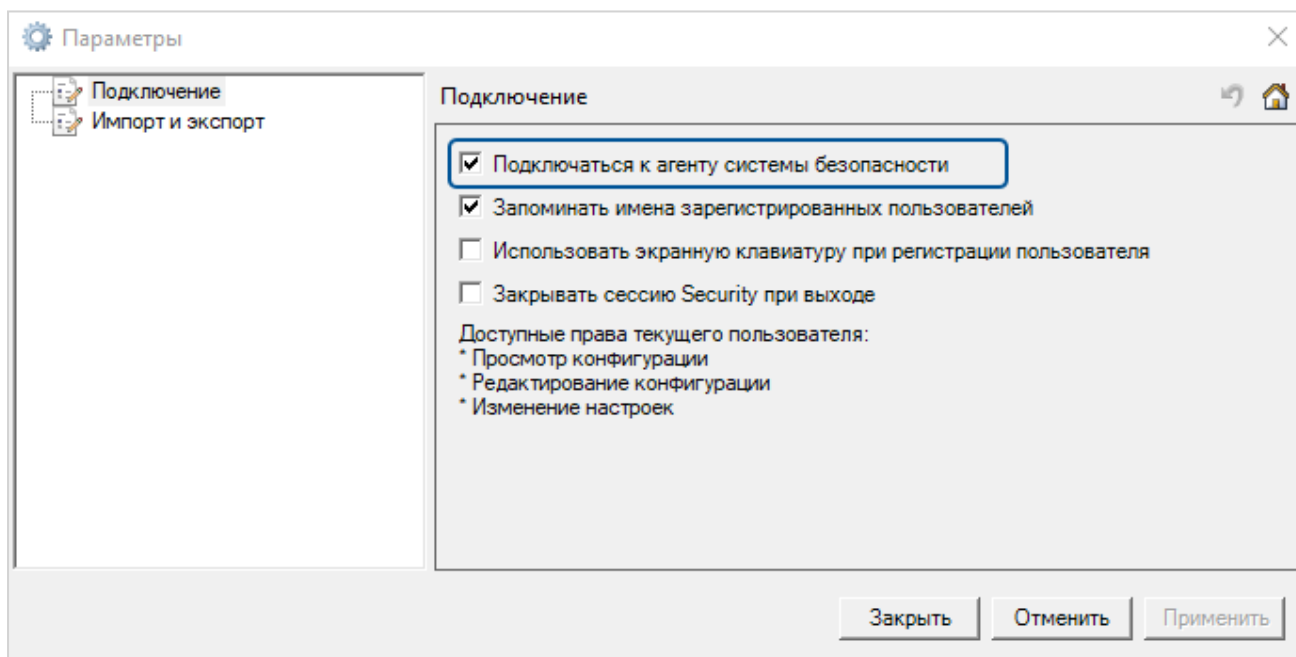 Параметры
Подключение
Импорт и экспорт
Подключение
Подключаться к агенту системы безопасности
Запоминать имена зарегистрированных пользователей
Использовать экранную клавиатуру при регистрации пользователя
Закрывать сессию Security при выходе
Доступные права текущего пользователя:
* Просмотр конфигурации
* Редактирование конфигурации
* Изменение настроек
Закрыть
Отменить
Применить